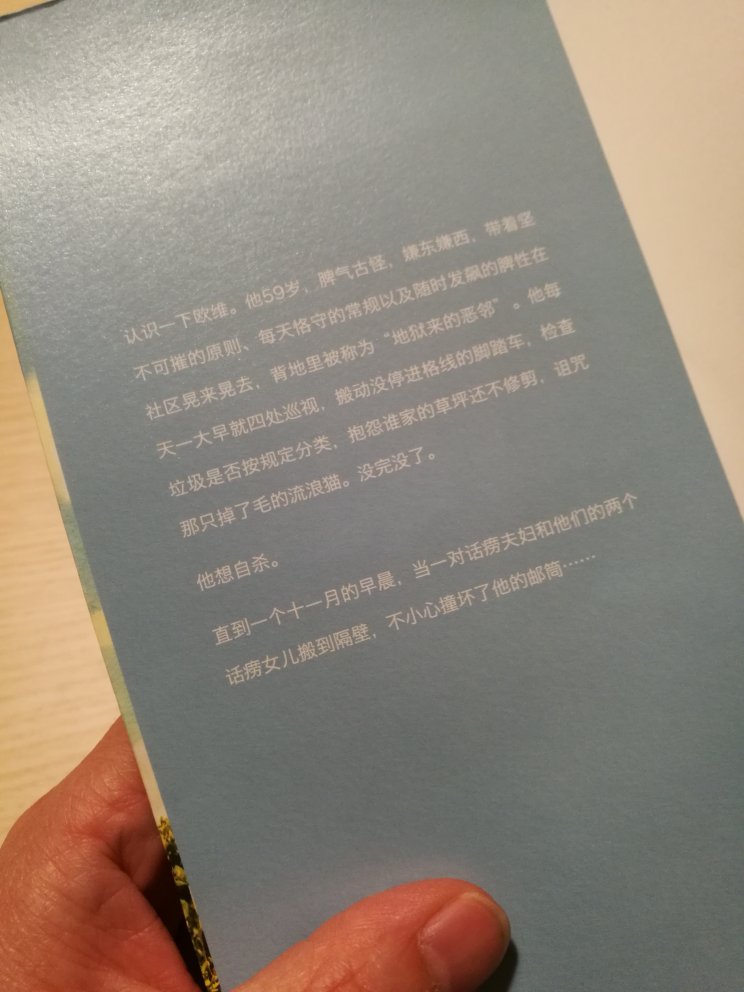 认识一下欧维。他59岁、脾气古怪，嫌东嫌西，带着坚
不可摧的原则、每天恪守的常规以及随时发飙的脾性在
社区晃来晃去，背地里被称为“地狱来的恶邻”。他每
天一大早就四处巡视，搬动没停进格线的脚踏车，检查
垃圾是否按规定分类，抱怨谁家的草坪还不修剪，诅咒
那只掉了毛的流浪猫。没完没了。
他想自杀。
直到一个十一月的早晨，当一对话痨夫妇和他们的两个
话痨女儿搬到隔壁，不小心撞坏了他的邮筒……